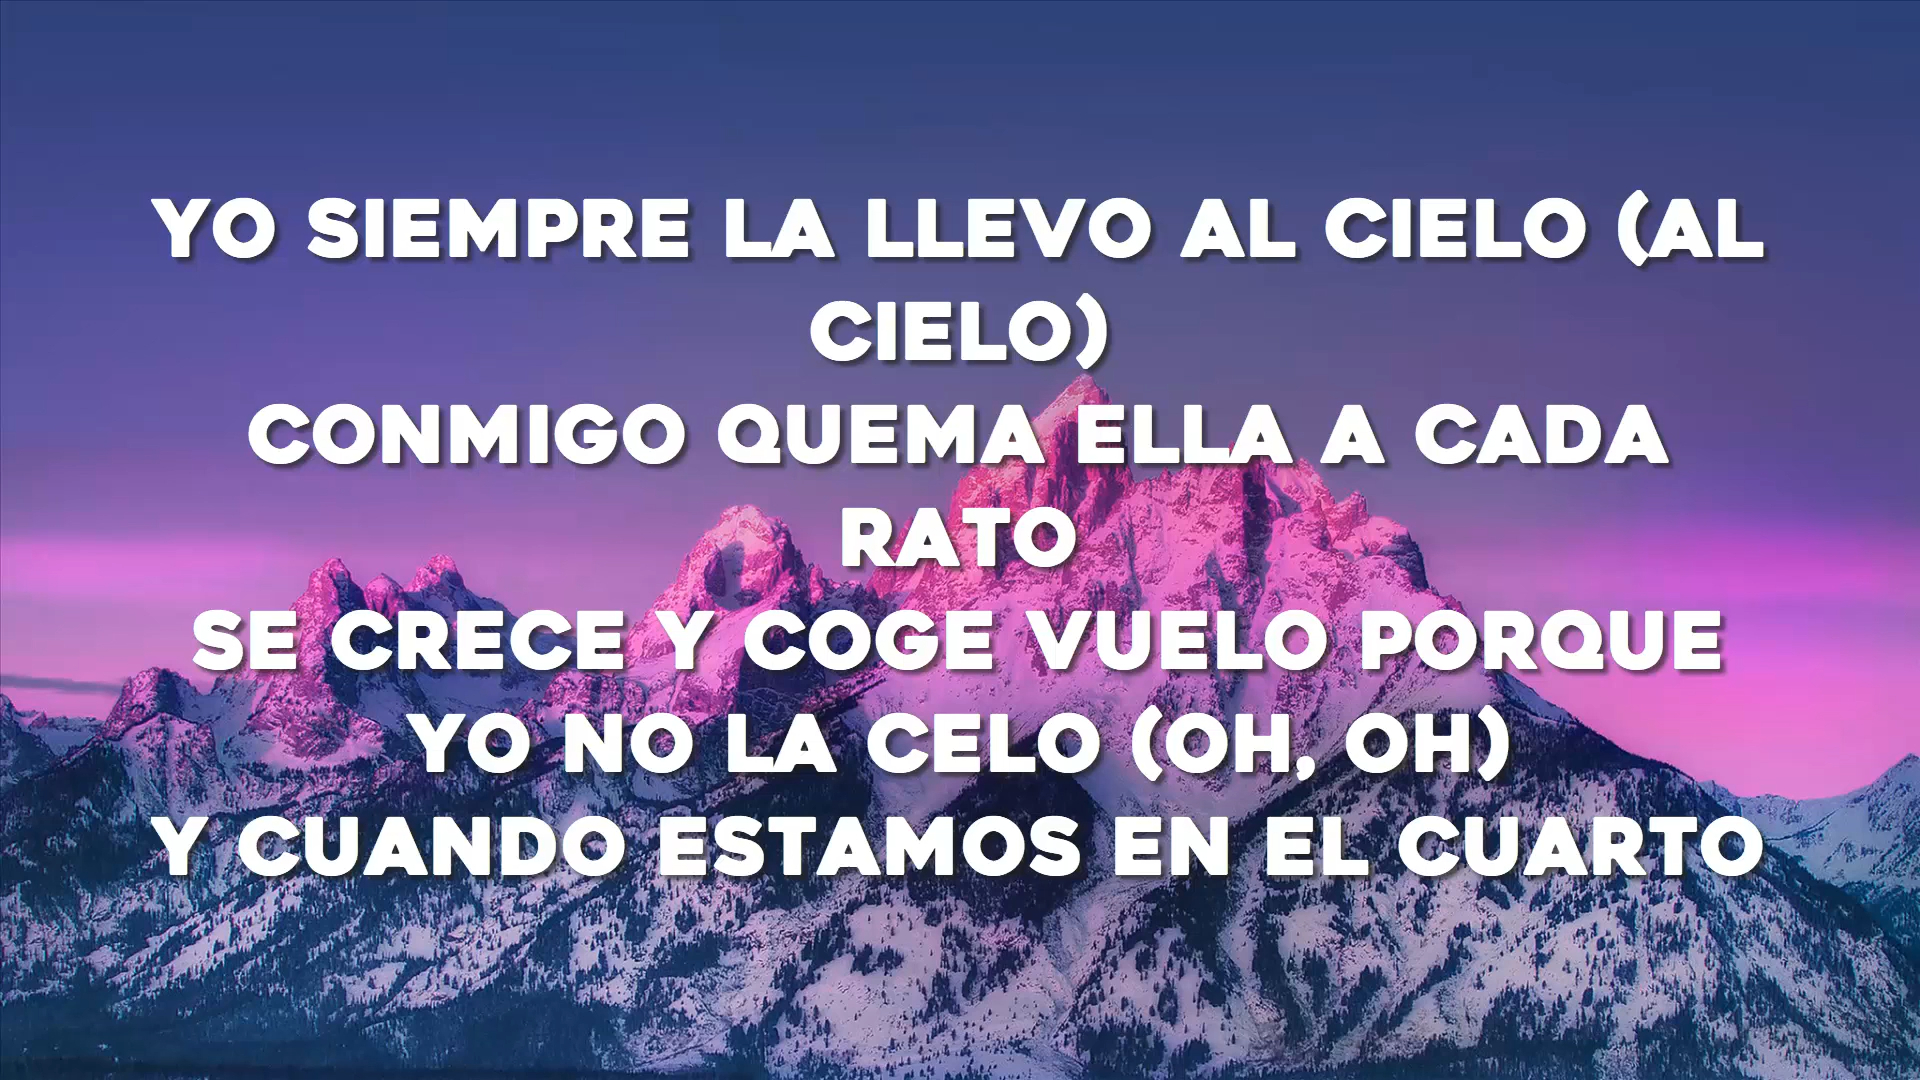 YO SIEMPRE LA LLEVO AL CIELO (AL
CIELO)
CONMIGO QUEMA ELLA A CADA
RATO
SE CRECE Y COGE VUELO PORQUE
YO NO LA CELO (OH, OH)
Y CUANDO ESTAMOS EN EL CUARTO